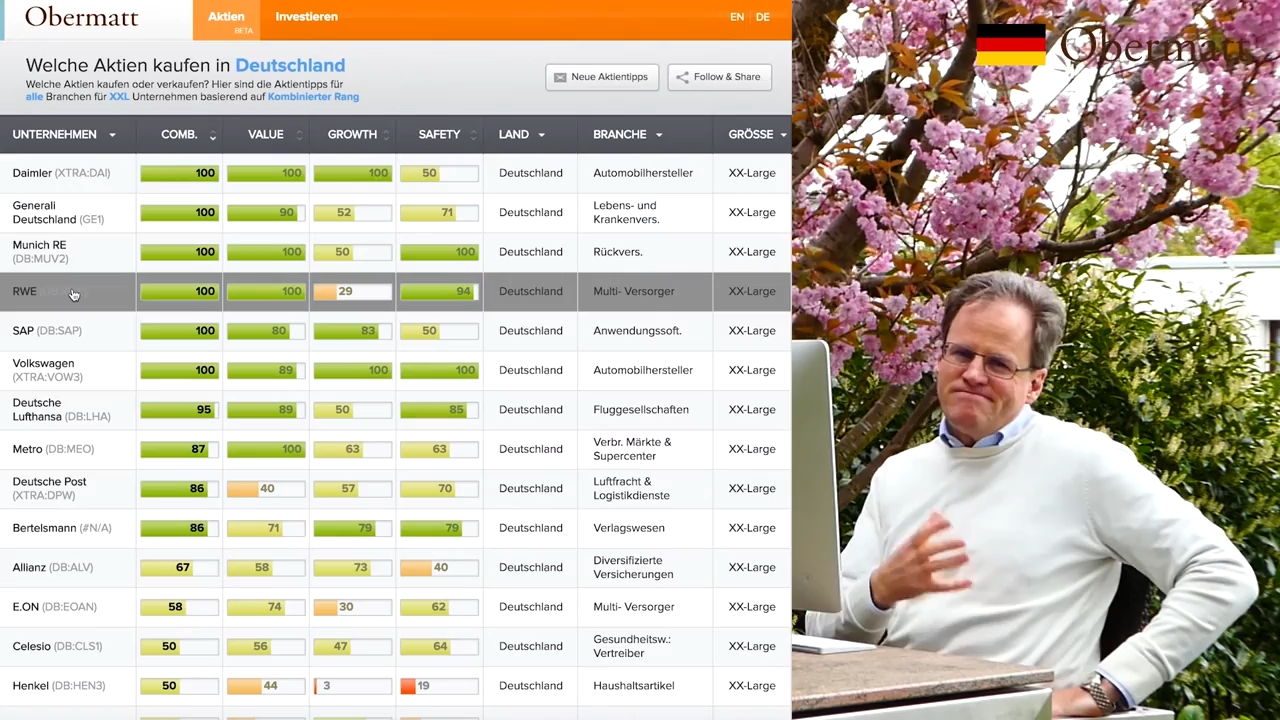 Obermatt
Aktien
BETA
Investieren
EN DE
Obermatt
Welche Aktien kaufen in Deutschland
Welche Aktien kaufen oder verkaufen? Hier sind die Aktientipps für
alle Branchen für XXL Unternehmen basierend auf Kombinierter Rang
Neue Aktientipps
Follow & Share
UNTERNEHMEN COMB. VALUE GROWTH SAFETY LAND BRANCHE GRÖSSE
Daimler (XTRA:DAI) 100 100 100 50 Deutschland Automobilhersteller XX-Large
Generali
Deutschland (GE1) 100 90 52 71 Deutschland Lebens- und
Krankenvers. XX-Large
Munich RE
(DB:MUV2) 100 100 50 100 Deutschland Rückvers. XX-Large
RWE 100 100 29 94 Deutschland Multi- Versorger XX-Large
SAP (DB:SAP) 100 80 83 50 Deutschland Anwendungssoft. XX-Large
Volkswagen
(XTRA:VOW3) 100 89 100 100 Deutschland Automobilhersteller XX-Large
Deutsche
Lufthansa (DB:LHA) 95 89 50 85 Deutschland Fluggesellschaften XX-Large
Metro (DB:MEO) 87 100 63 63 Deutschland Verbr. Märkte &
Supercenter XX-Large
Deutsche Post
(XTRA:DPW) 86 40 57 70 Deutschland Luftfracht &
Logistikdienste XX-Large
Bertelsmann (#N/A) 86 71 79 79 Deutschland Verlagswesen XX-Large
Allianz (DB:ALV) 67 58 73 40 Deutschland Diversifizierte
Versicherungen XX-Large
E.ON (DB:EOAN) 58 74 30 62 Deutschland Multi- Versorger XX-Large
Celesio (DB:CLS1) 50 56 47 64 Deutschland Gesundheitsw.:
Vertreiber XX-Large
Henkel (DB:HEN3) 50 44 3 19 Deutschland Haushaltsartikel XX-Large